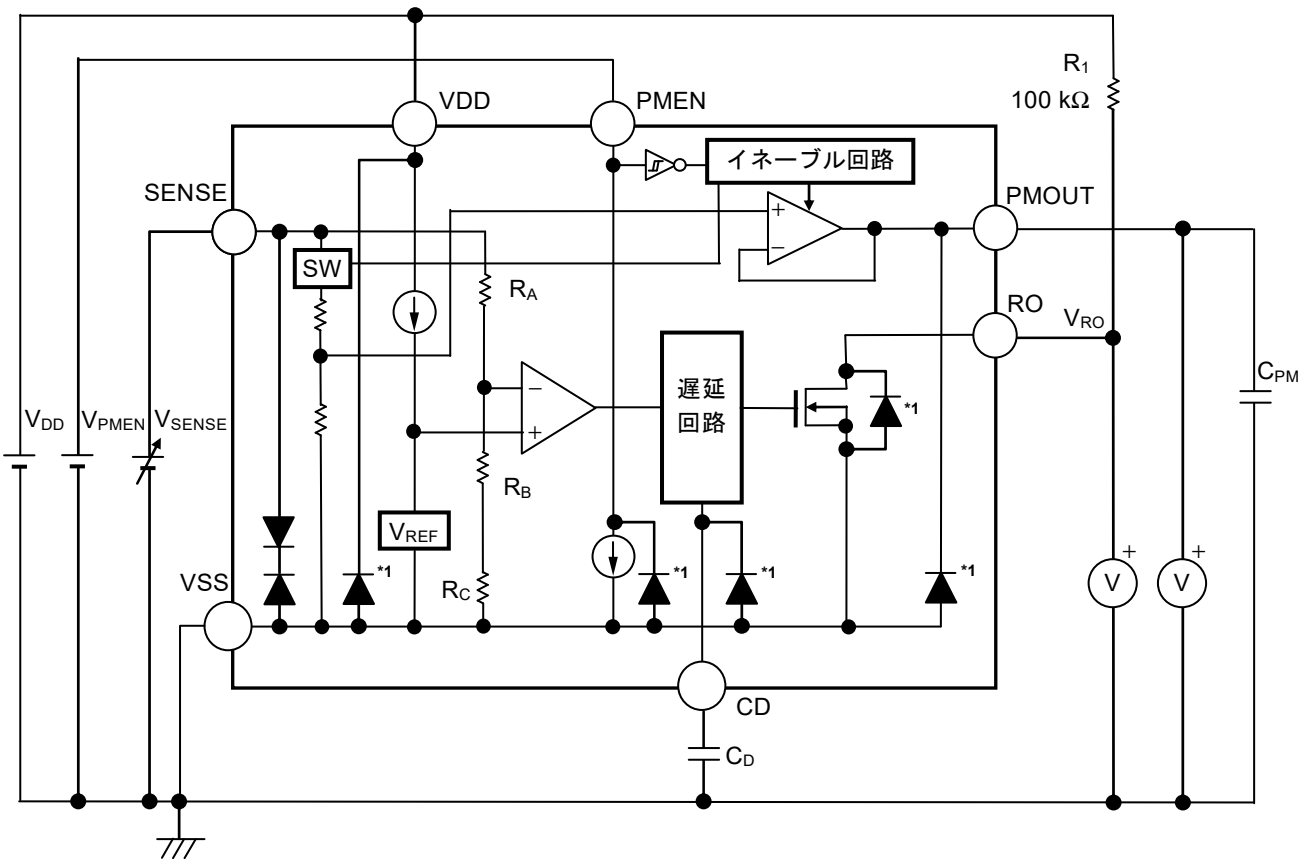 R1
100 kΩ
VDD
PMEN
イネーブル回路
SENSE
PMOUT
+
−
SW
RA
RO
VRO
遅延
回路
CPM
−
+
*1
VDD
VPMEN
VSENSE
RB
VREF
VSS
*1
RC
*1
*1
*1
+
V
+
V
CD
CD